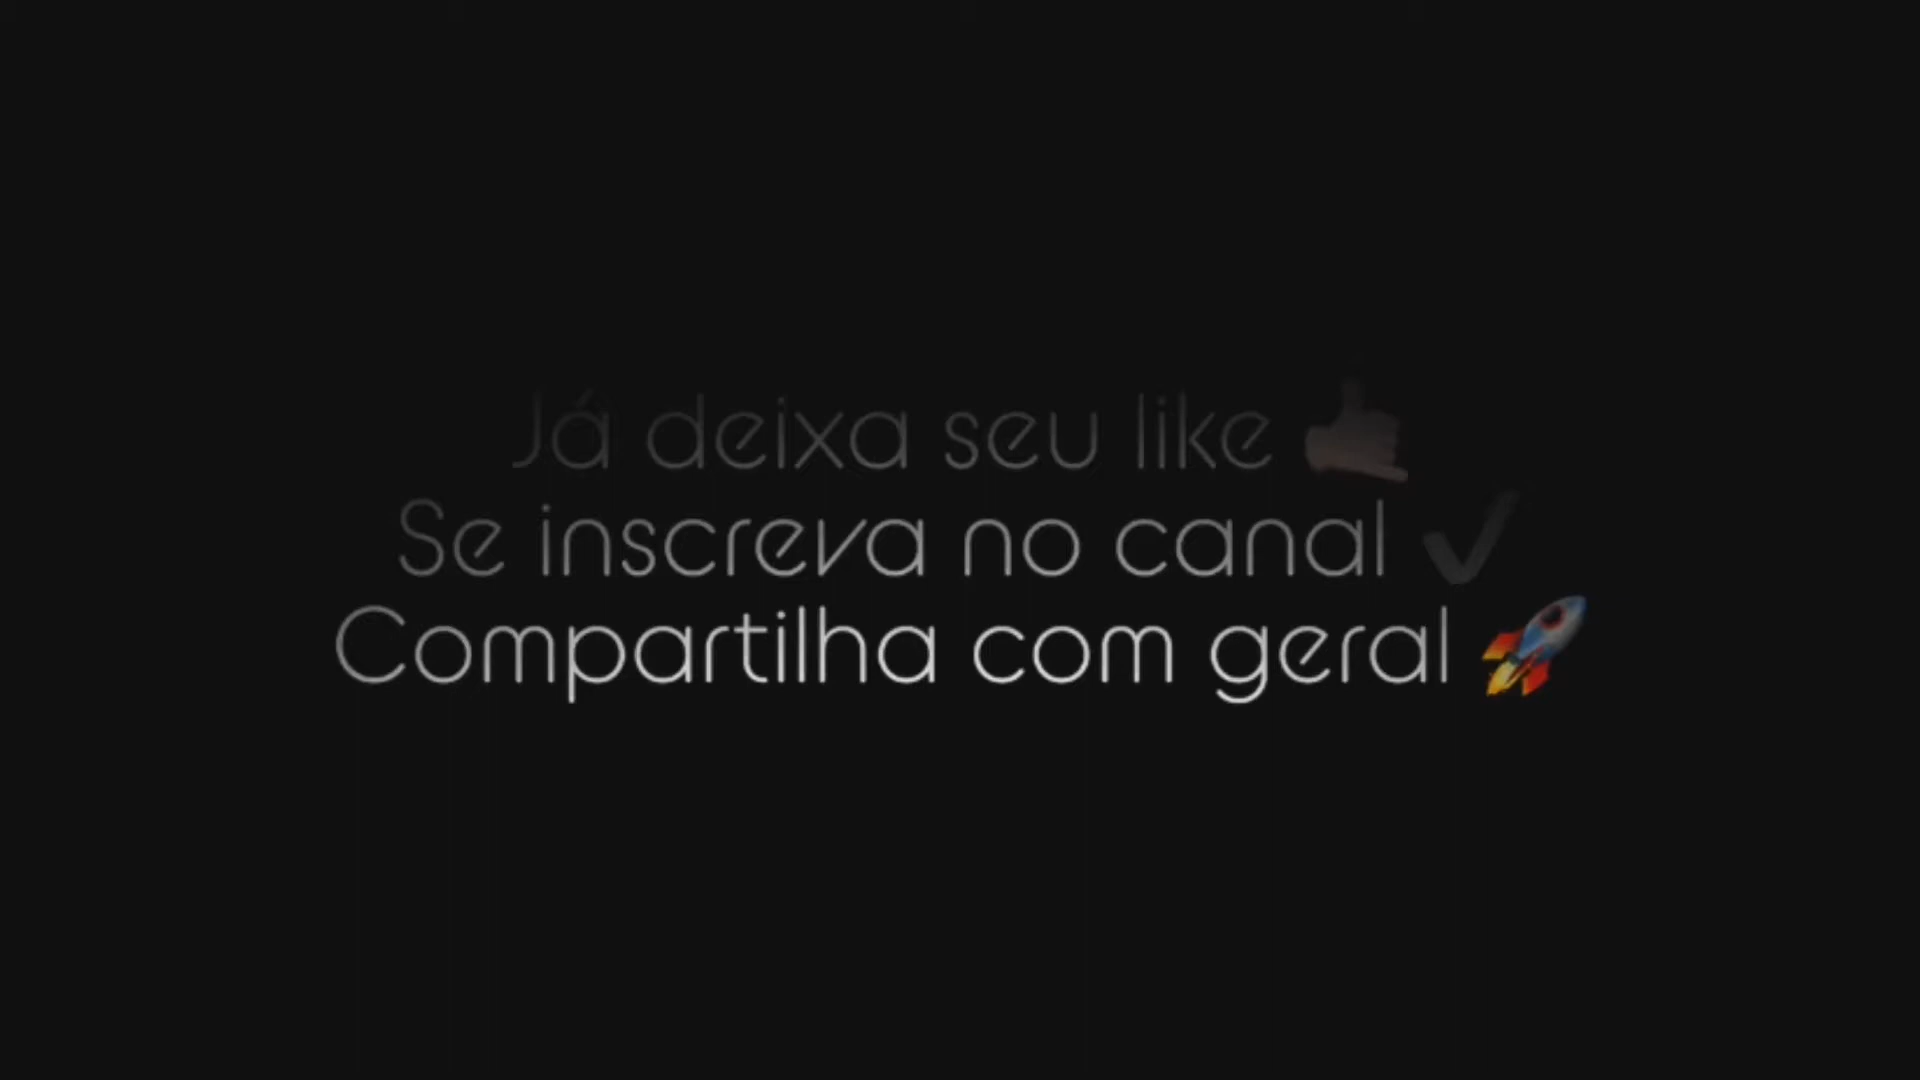 Já deixa seu like 👆
Se inscreva no canal ✔
Compartilha com geral 🚀